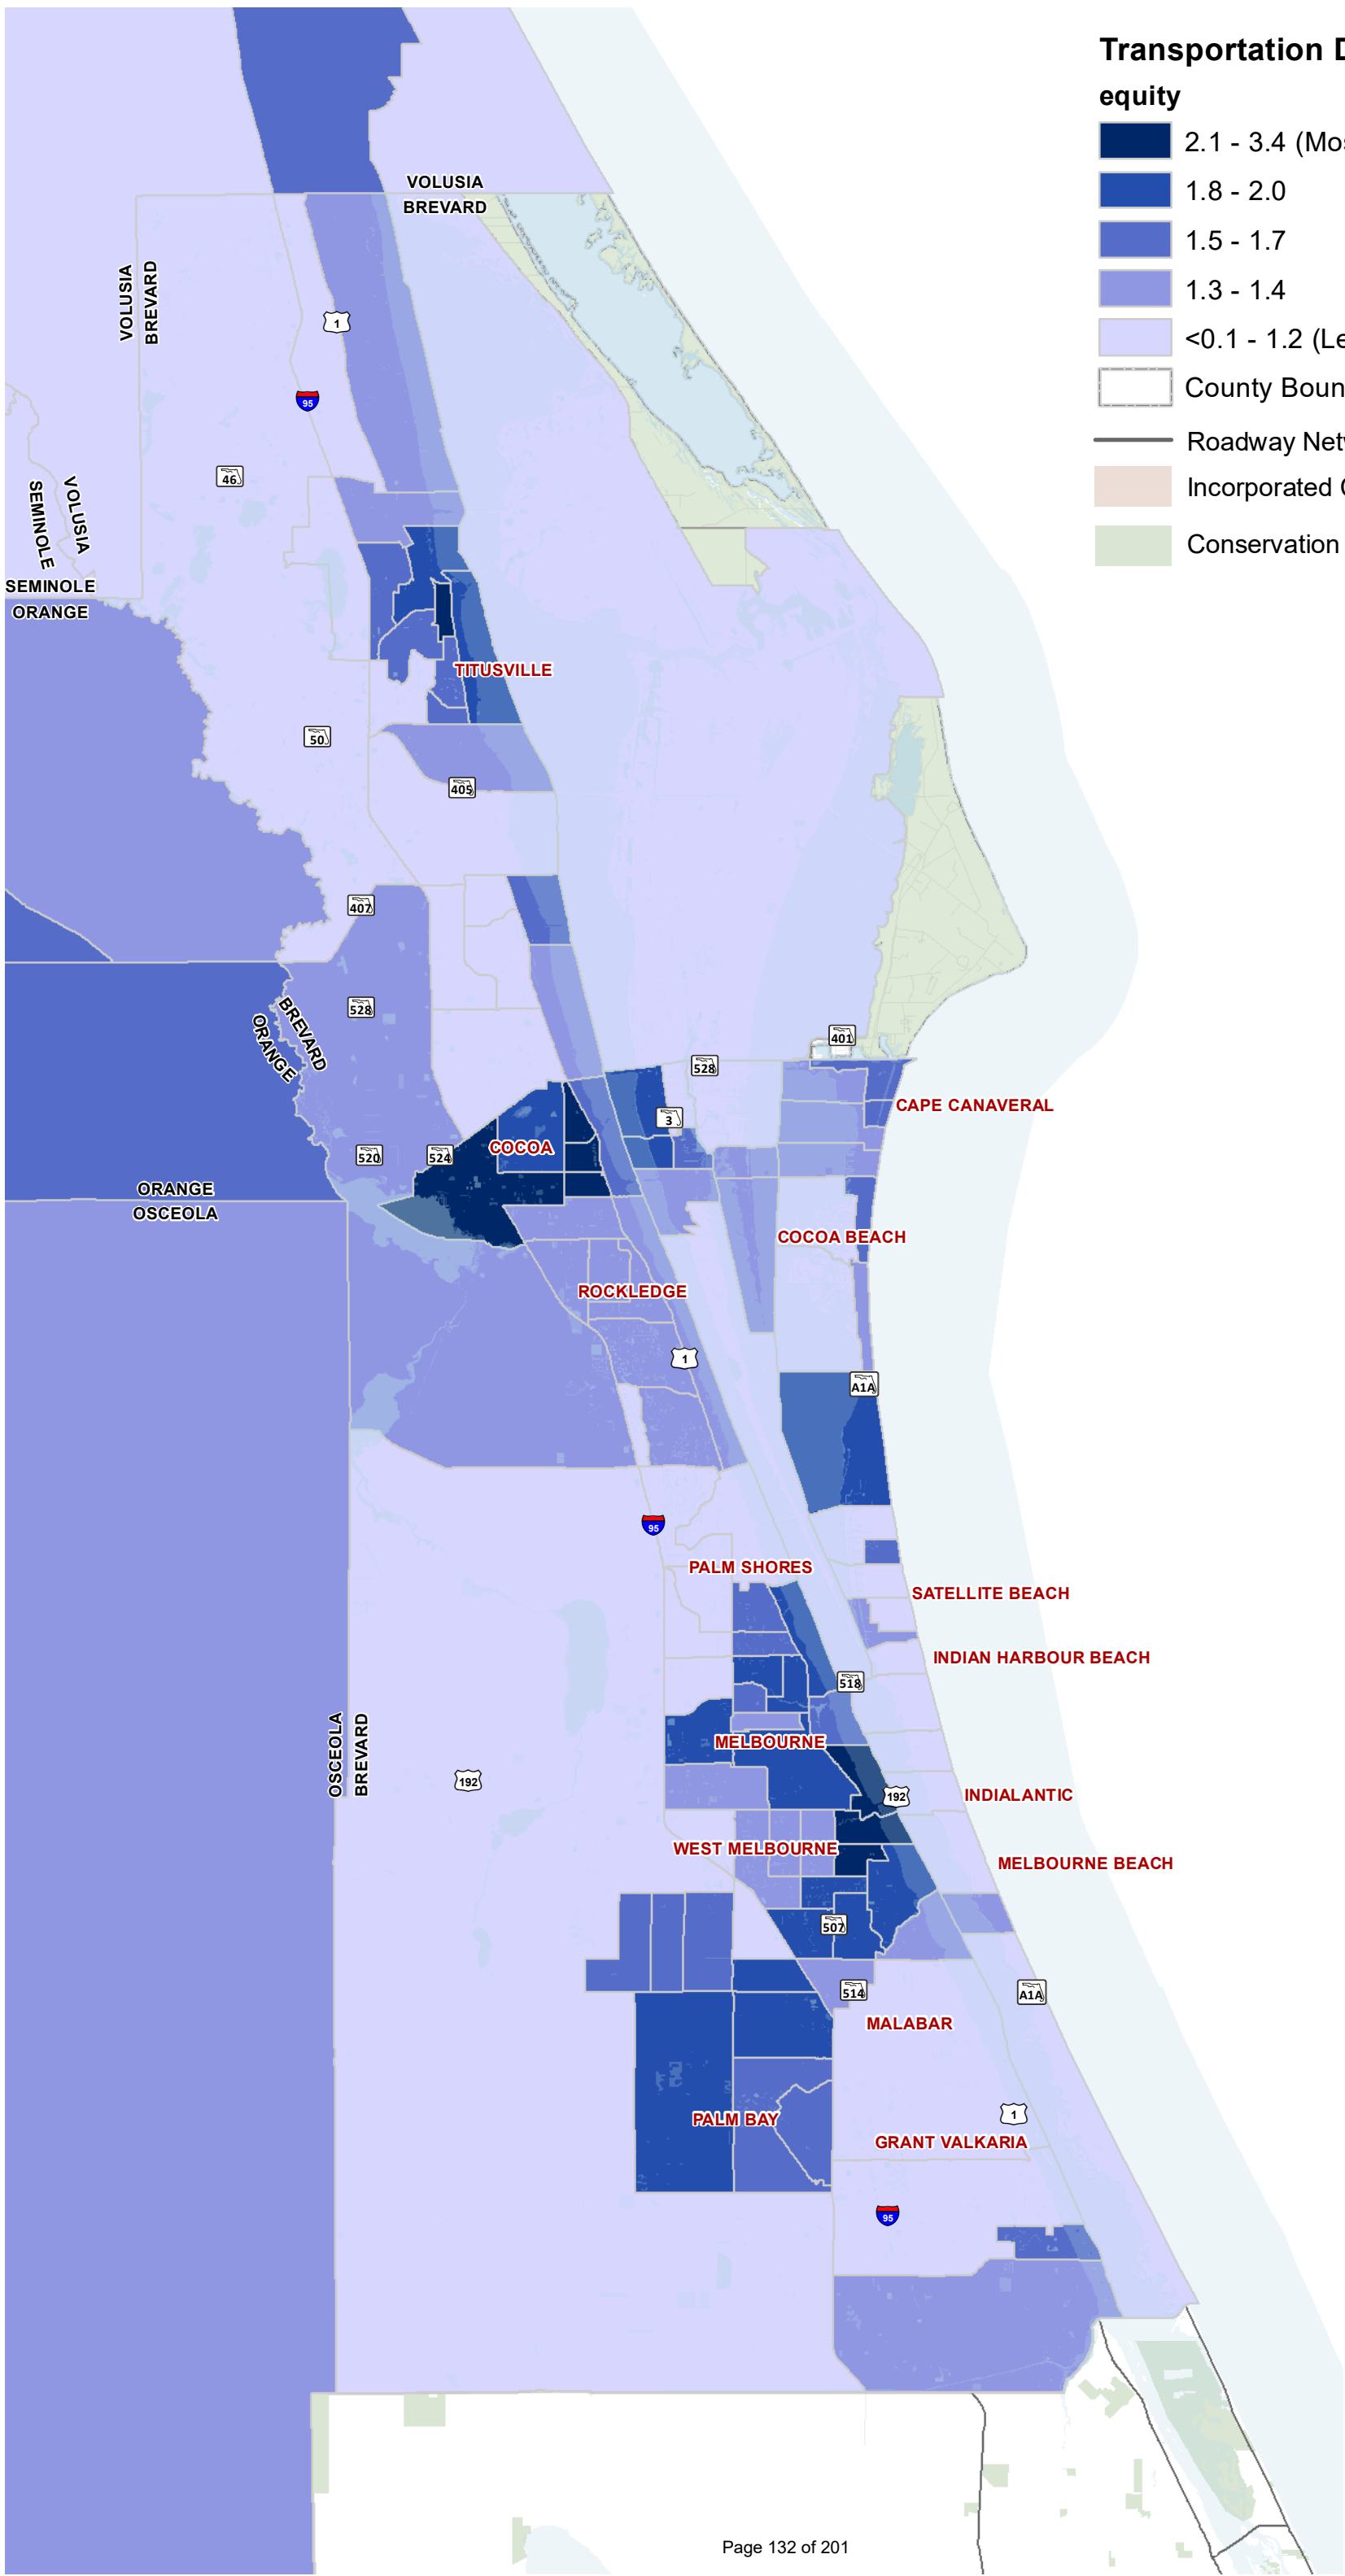 Transportation D
equity
2.1 - 3.4 (Mos
1.8 - 2.0
1.5 - 1.7
1.3 - 1.4
<0.1 - 1.2 (Le
County Boun
Roadway Net
Incorporated C
Conservation
VOLUSIA
BREVARD
VOLUSIA
BREVARD
1
95
46
VOLUSIA
SEMINOLE
SEMINOLE
ORANGE
TITUSVILLE
50
405
407
528
BREVARD
ORANGE
401
528
3
CAPE CANAVERAL
COCOA
520
524
ORANGE
OSCEOLA
COCOA BEACH
ROCKLEDGE
1
A1A
95
PALM SHORES
SATELLITE BEACH
INDIAN HARBOUR BEACH
518
OSCEOLA
BREVARD
MELBOURNE
192
192
INDIALANTIC
WEST MELBOURNE
MELBOURNE BEACH
507
514
A1A
MALABAR
PALM BAY
1
GRANT VALKARIA
95
Page 132 of 201